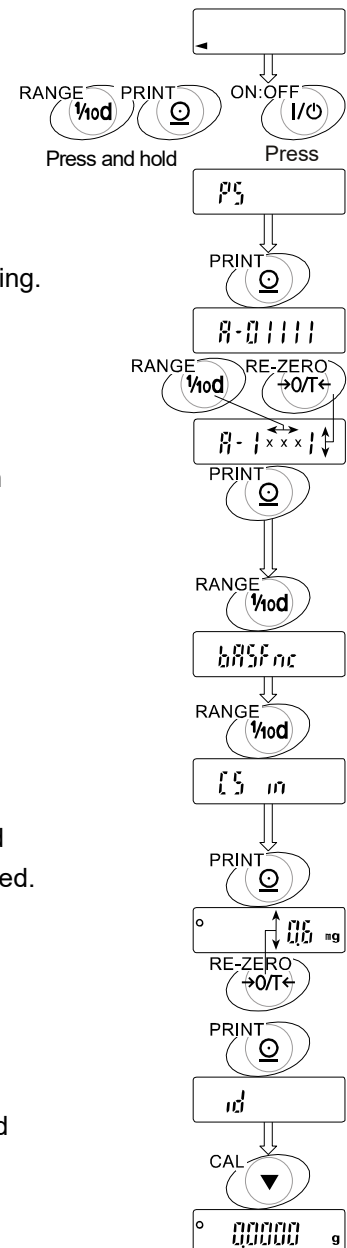 RANGE PRINT ON:OFF
1/10d I/⏻
Press and hold Press
PS
PRINT
ing.
A-01111
RANGE RE-ZERO
1/10d →0/T←
A-1xxx1
PRINT
RANGE
1/10d
bASFnc
RANGE
1/10d
CS in
PRINT
ed.
0.6 mg
RE-ZERO
→0/T←
PRINT
id
d
CAL
0.0000 g